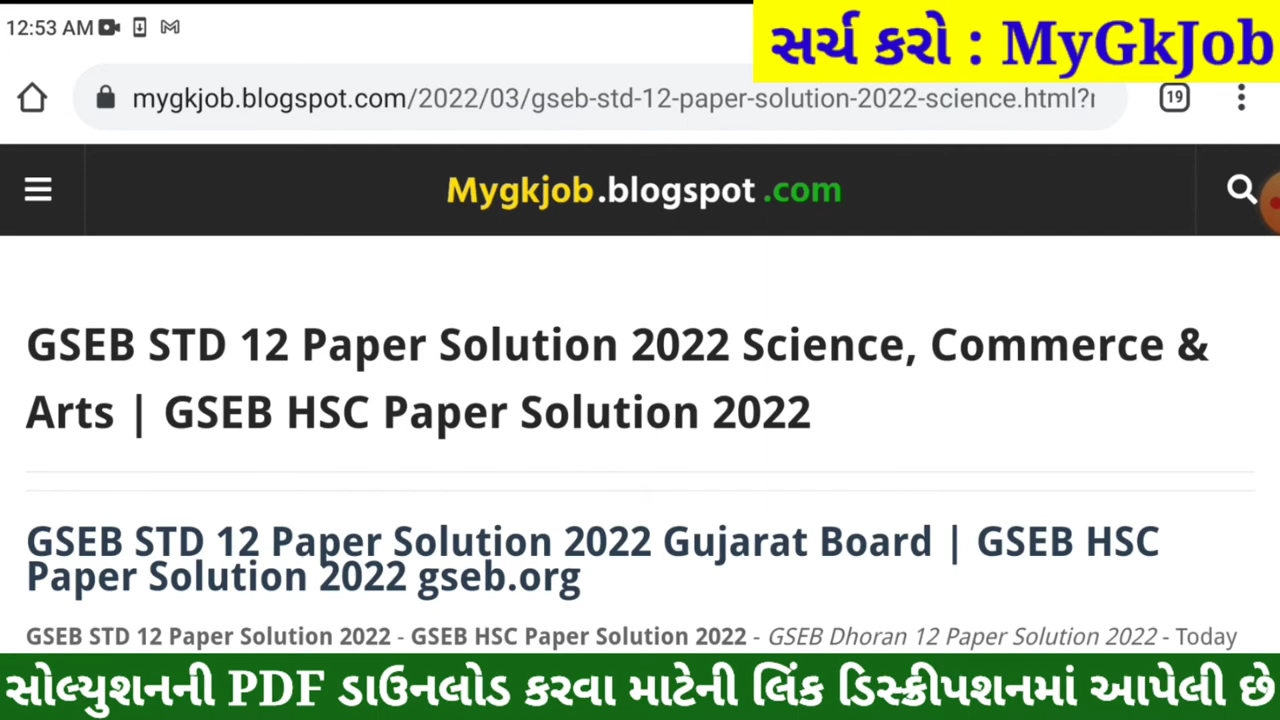 12:53 AM
સર્ચ કરો : MyGkJob
mygkjob.blogspot.com/2022/03/gseb-std-12-paper-solution-2022-science.html?
19
Mygkjob.blogspot.com
GSEB STD 12 Paper Solution 2022 Science, Commerce &
Arts | GSEB HSC Paper Solution 2022
GSEB STD 12 Paper Solution 2022 Gujarat Board | GSEB HSC
Paper Solution 2022 gseb.org
GSEB STD 12 Paper Solution 2022 - GSEB HSC Paper Solution 2022 - GSEB Dhoran 12 Paper Solution 2022 - Today
સોલ્યુશનની PDF ડાઉનલોડ કરવા માટેની લિંક ડિસ્ક્રીપશનમાં આપેલી છે